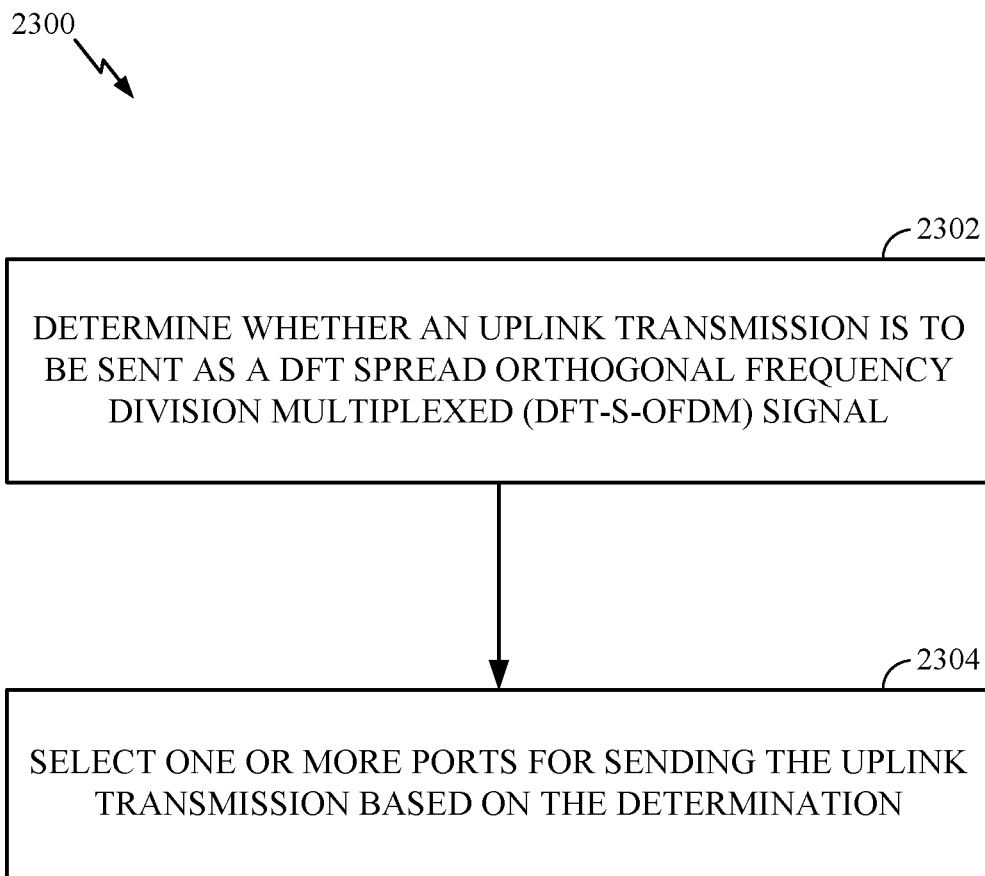 2300
2302
DETERMINE WHETHER AN UPLINK TRANSMISSION IS TO
BE SENT AS A DFT SPREAD ORTHOGONAL FREQUENCY
DIVISION MULTIPLEXED (DFT-S-OFDM) SIGNAL
2304
SELECT ONE OR MORE PORTS FOR SENDING THE UPLINK
TRANSMISSION BASED ON THE DETERMINATION